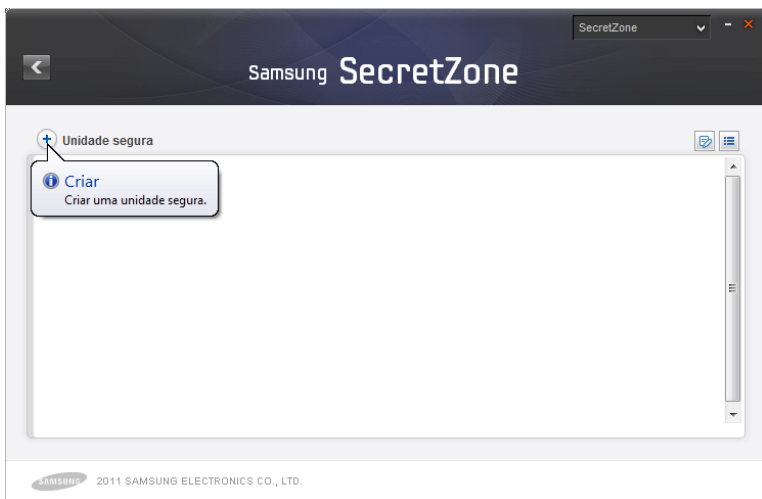 SecretZone
Samsung SecretZone
Unidade segura
Criar
Criar uma unidade segura.
SAMSUNG 2011 SAMSUNG ELECTRONICS CO., LTD.